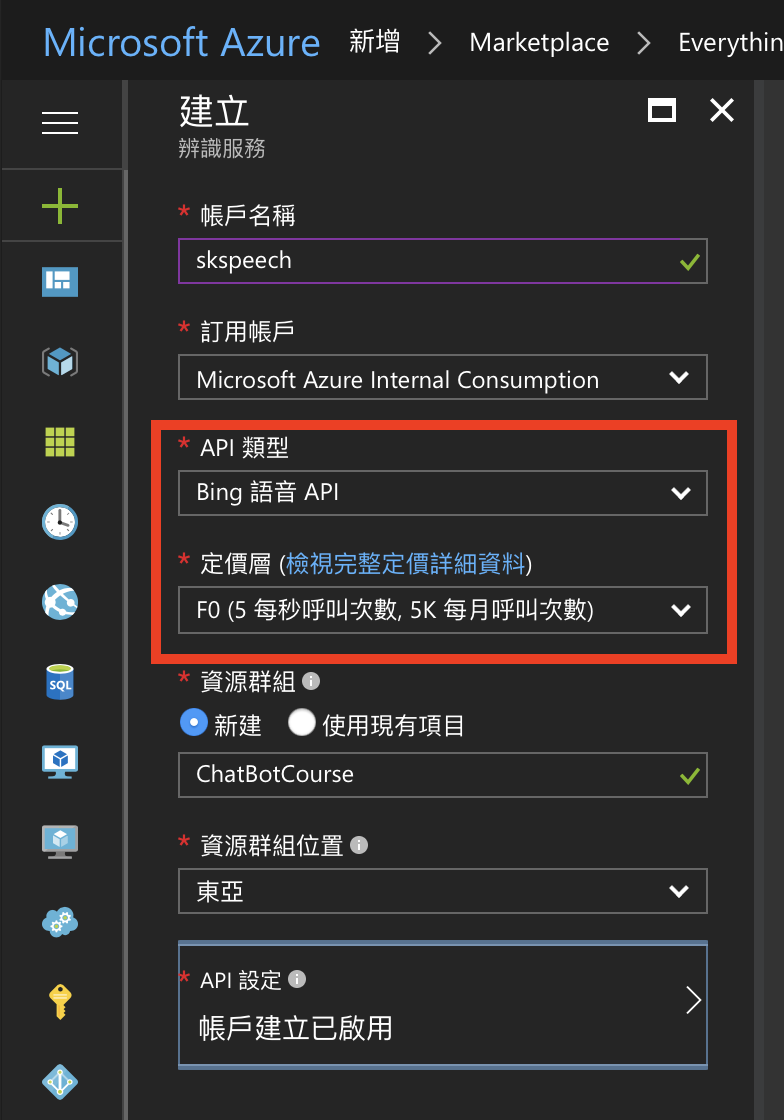 Microsoft Azure 新增 > Marketplace > Everythin
建立
辨識服務
* 帳戶名稱
skspeech
* 訂用帳戶
Microsoft Azure Internal Consumption
* API 類型
Bing 語音 API
* 定價層 (檢視完整定價詳細資料)
F0 (5 每秒呼叫次數, 5K 每月呼叫次數)
* 資源群組
新建 使用現有項目
ChatBotCourse
* 資源群組位置
東亞
* API 設定
帳戶建立已啟用
SQL